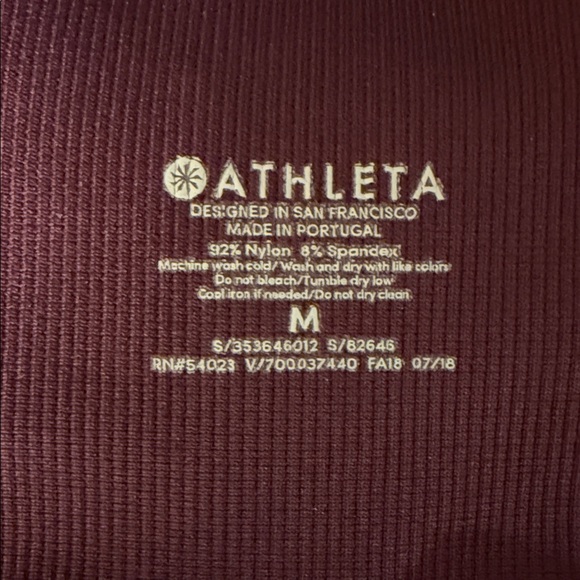 ATHLETA
DESIGNED IN SAN FRANCISCO
MADE IN PORTUGAL
92% Nylon 8% Spandex
Machine wash cold/Wash and dry with like colors
Do not bleach/Tumble dry low
Cool iron if needed/Do not dry clean
M
S/353646012 S/82646
RN#54023 V/700037440 FA18 07/18